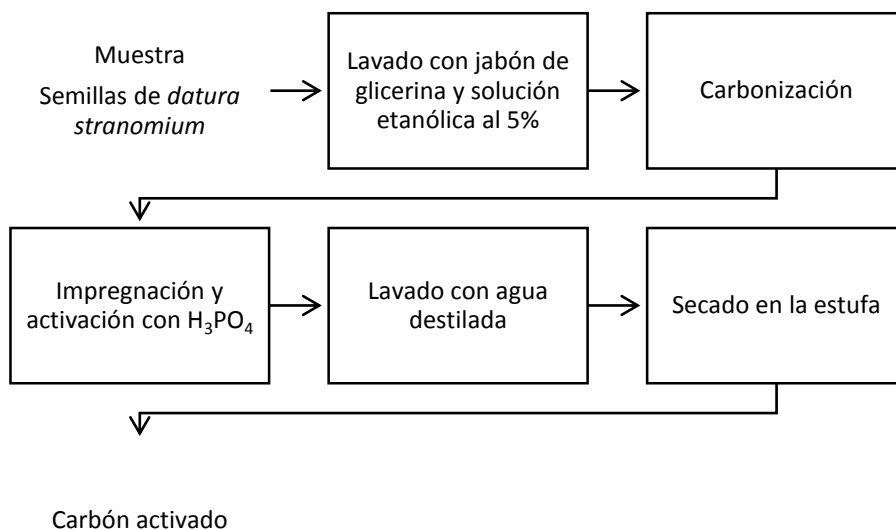 Muestra
Semillas de datura
stranomium
Lavado con jabón de
glicerina y solución
etanólica al 5%
Carbonización
Impregnación y
activación con H₃PO₄
Lavado con agua
destilada
Secado en la estufa
Carbón activado